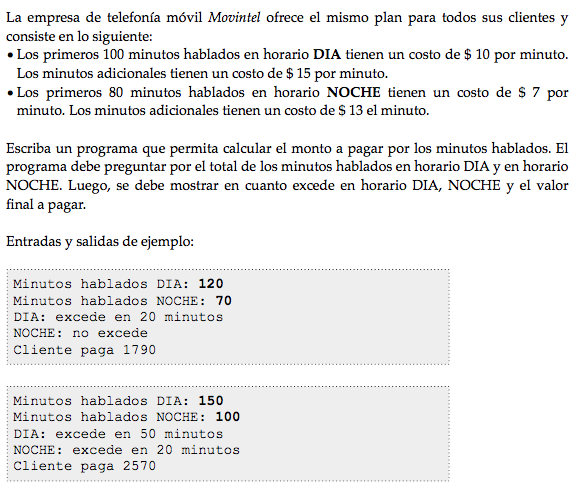 La empresa de telefonía móvil Movintel ofrece el mismo plan para todos sus clientes y
consiste en lo siguiente:
• Los primeros 100 minutos hablados en horario DIA tienen un costo de $ 10 por minuto.
Los minutos adicionales tienen un costo de $ 15 por minuto.
• Los primeros 80 minutos hablados en horario NOCHE tienen un costo de $ 7 por
minuto. Los minutos adicionales tienen un costo de $ 13 el minuto.
Escriba un programa que permita calcular el monto a pagar por los minutos hablados. El
programa debe preguntar por el total de los minutos hablados en horario DIA y en horario
NOCHE. Luego, se debe mostrar en cuanto excede en horario DIA, NOCHE y el valor
final a pagar.
Entradas y salidas de ejemplo:
Minutos hablados DIA: 120
Minutos hablados NOCHE: 70
DIA: excede en 20 minutos
NOCHE: no excede
Cliente paga 1790
Minutos hablados DIA: 150
Minutos hablados NOCHE: 100
DIA: excede en 50 minutos
NOCHE: excede en 20 minutos
Cliente paga 2570